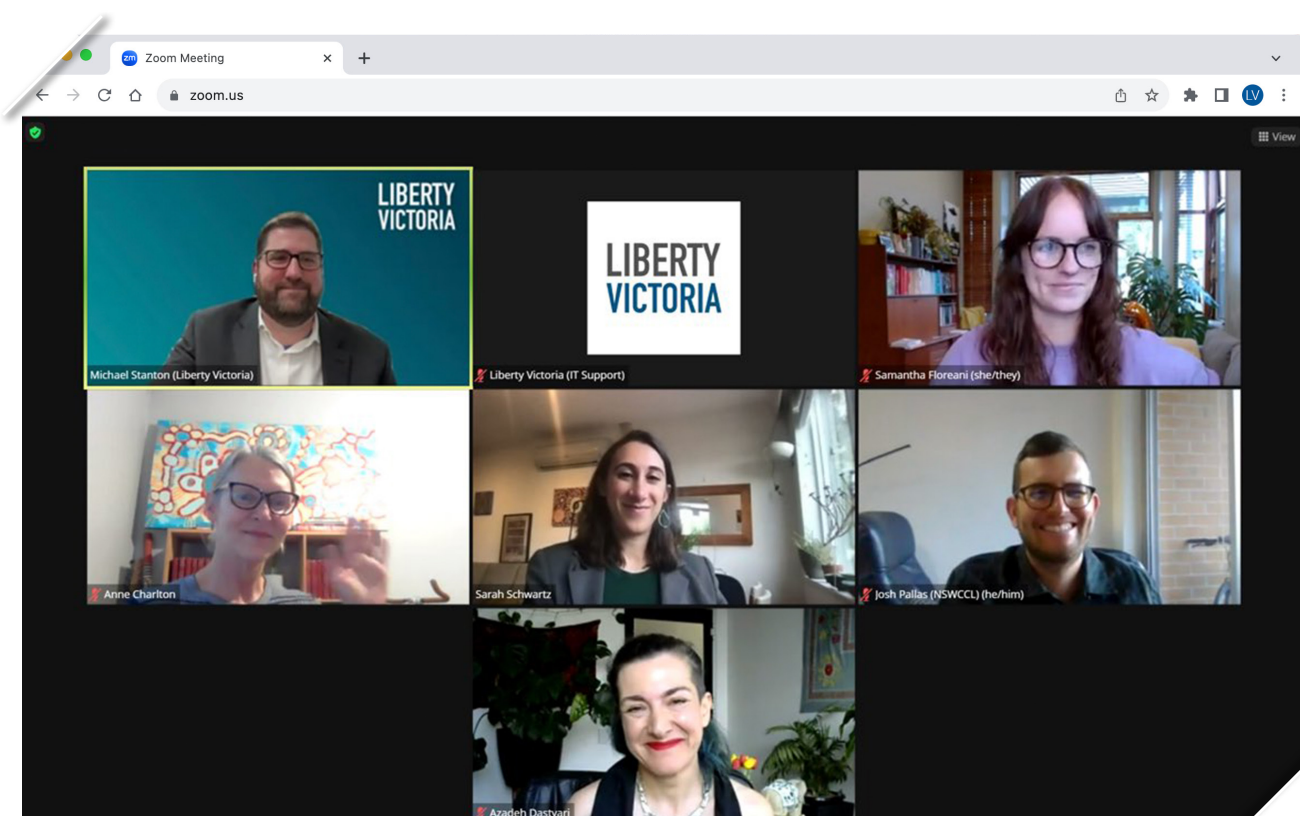 zm Zoom Meeting
zoom.us
LV
View
LIBERTY
VICTORIA
Michael Stanton (Liberty Victoria)
LIBERTY
VICTORIA
Liberty Victoria (IT Support)
Samantha Floreani (she/they)
Anne Charlton
Sarah Schwartz
Josh Pallas (NSWCCL) (he/him)
Azadeh Dastyari